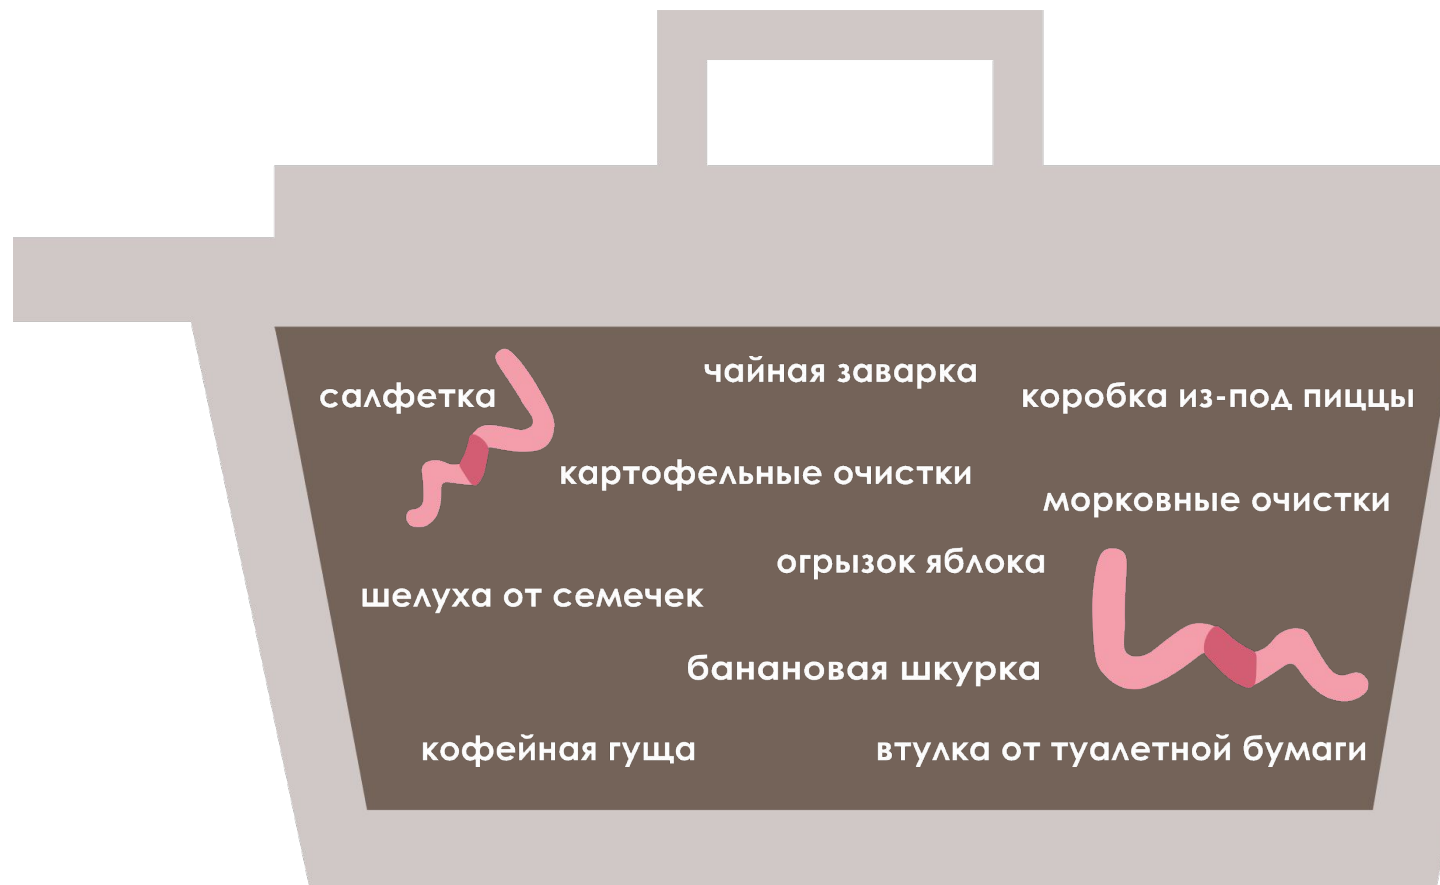 чайная заварка
салфетка
коробка из-под пиццы
картофельные очистки
морковные очистки
огрызок яблока
шелуха от семечек
банановая шкурка
кофейная гуща
втулка от туалетной бумаги